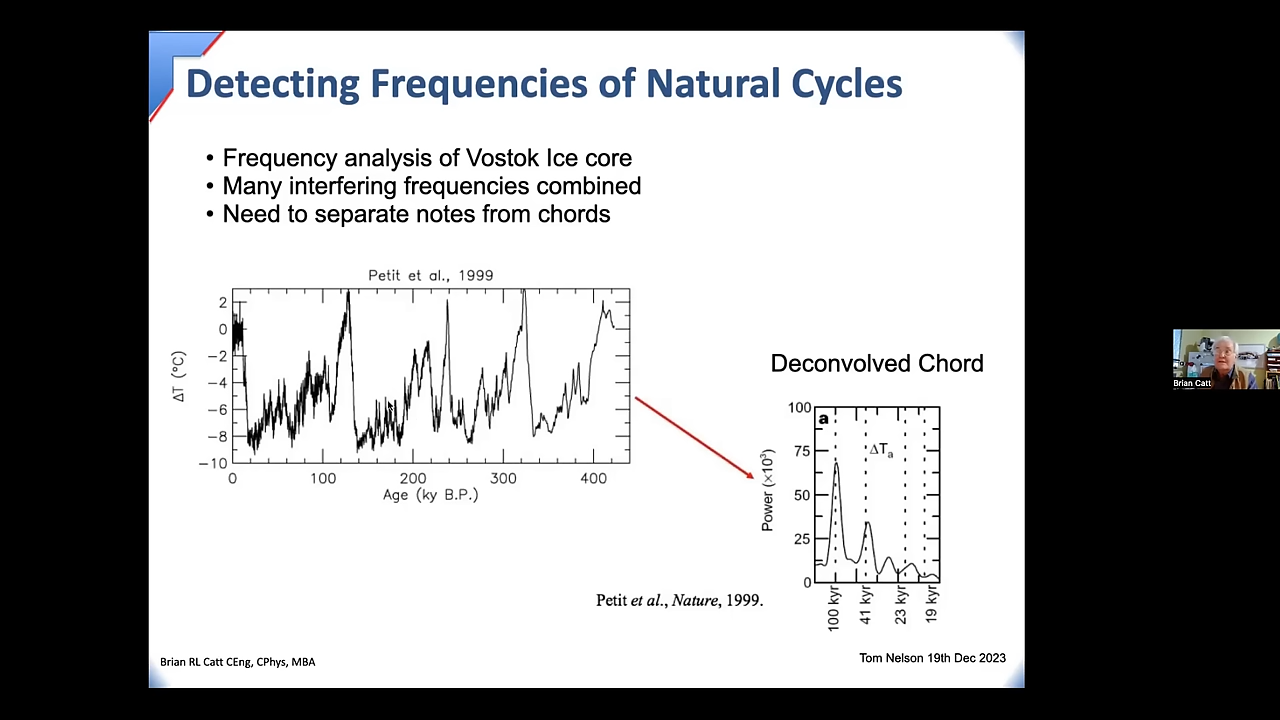 Detecting Frequencies of Natural Cycles
• Frequency analysis of Vostok Ice core
• Many interfering frequencies combined
• Need to separate notes from chords
Petit et al., 1999
2
0
−2
−4
−6
−8
−10
ΔT (°C)
0 100 200 300 400
Age (ky B.P.)
Deconvolved Chord
100
75
50
25
0
Power (×10³)
a
ΔTa
100 kyr
41 kyr
23 kyr
19 kyr
Petit et al., Nature, 1999.
Brian RL Catt CEng, CPhys, MBA
Tom Nelson 19th Dec 2023
Brian Catt